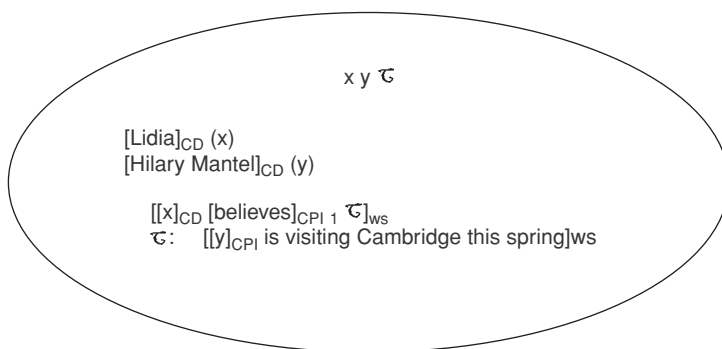 x y τ
[Lidia]CD (x)
[Hilary Mantel]CD (y)
[[x]CD [believes]CPI 1 τ]ws
τ: [[y]CPI is visiting Cambridge this spring]ws